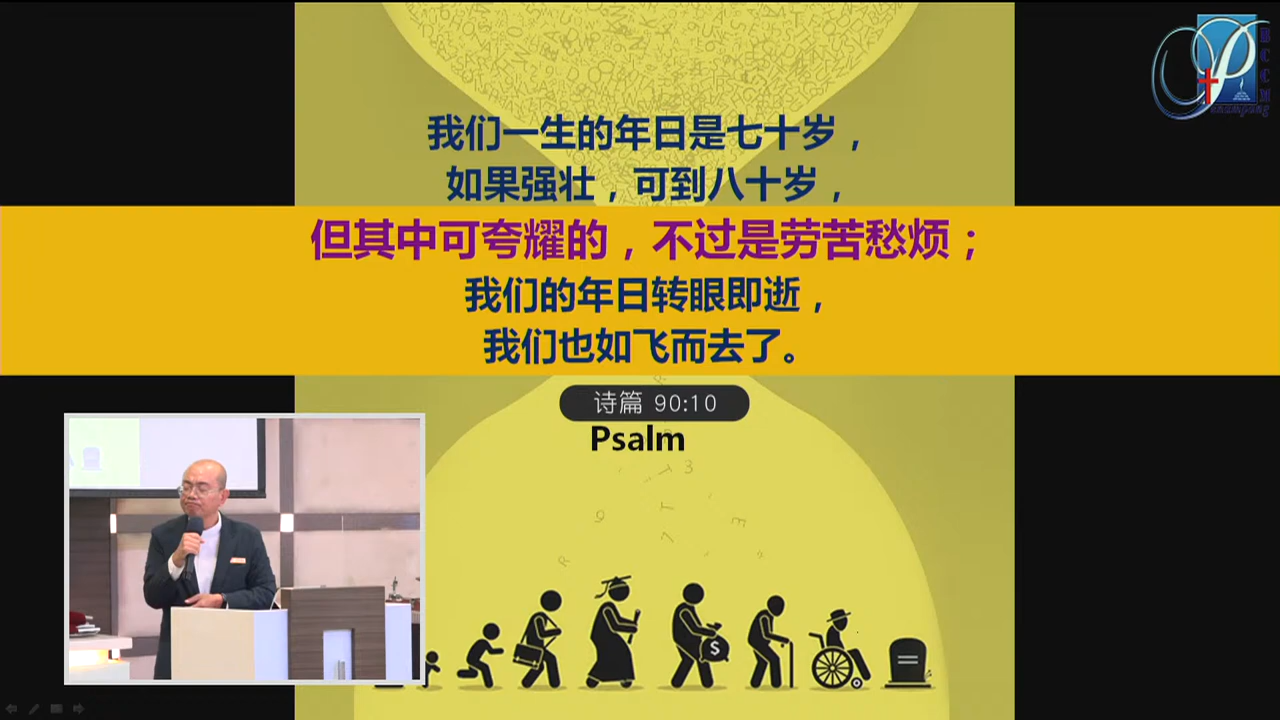 我们一生的年日是七十岁，
如果强壮，可到八十岁，
但其中可夸耀的，不过是劳苦愁烦；
我们的年日转眼即逝，
我们也如飞而去了。
诗篇 90:10
Psalm
$